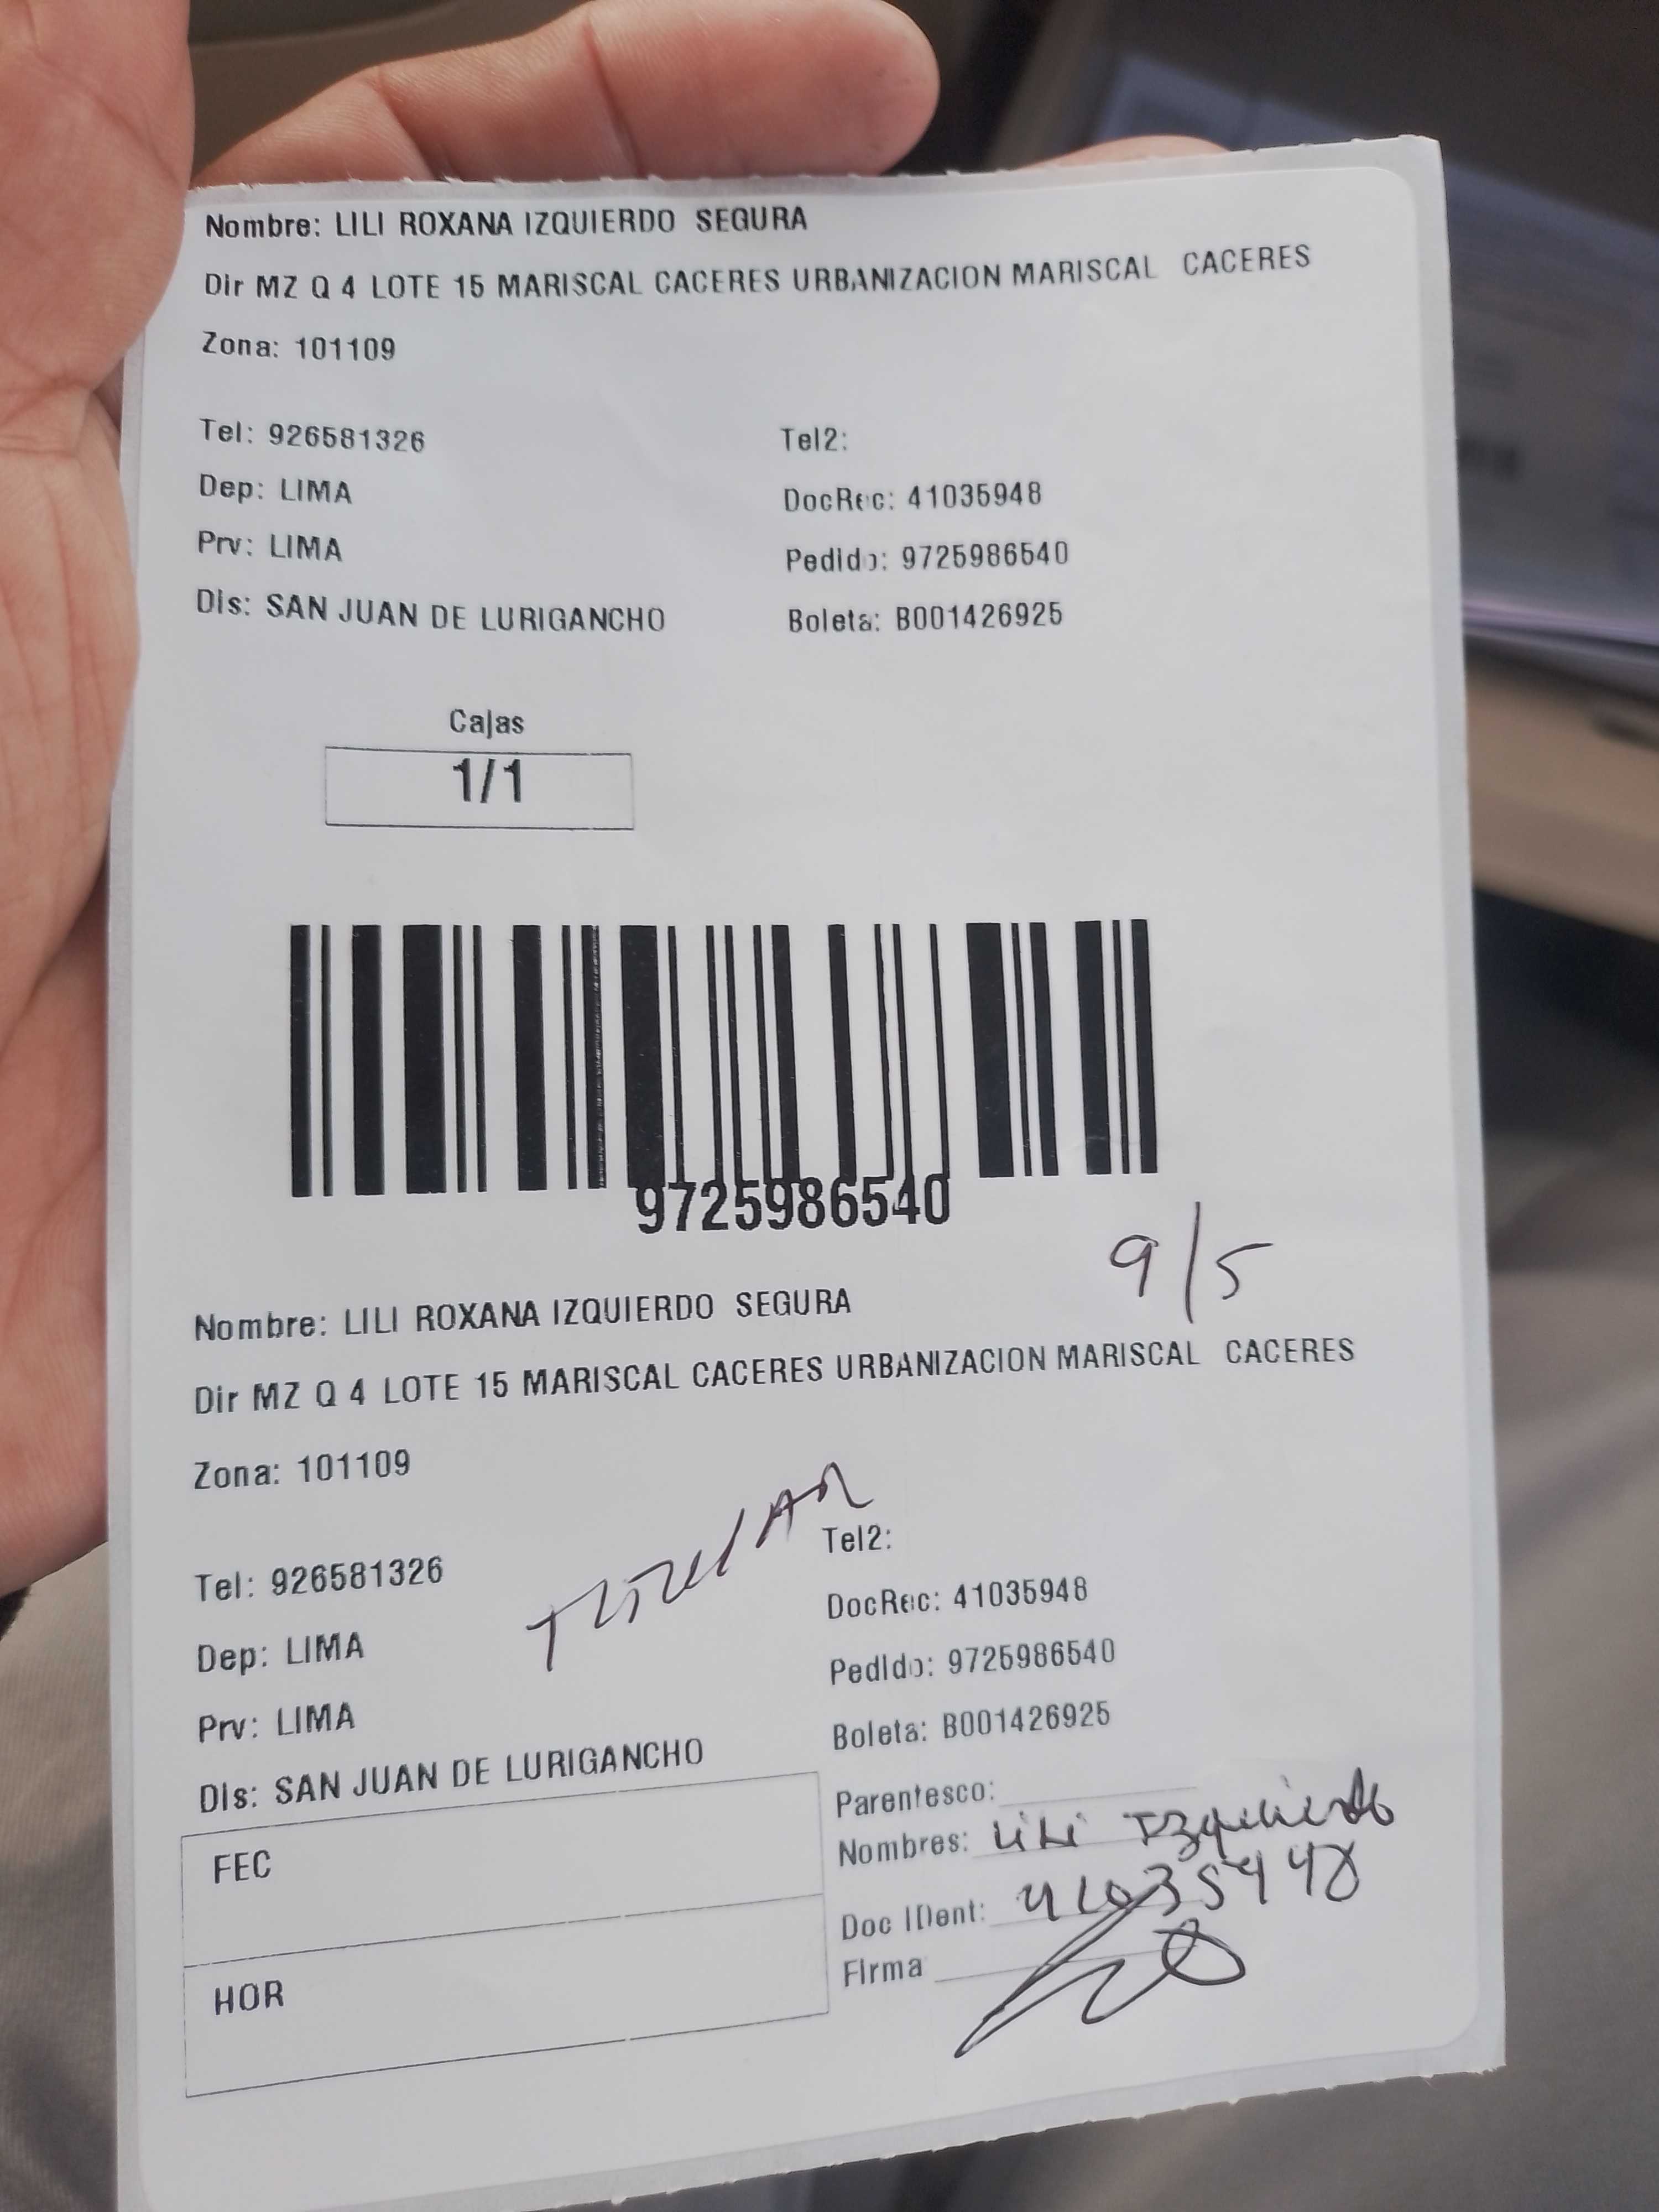 Nombre: LILI ROXANA IZQUIERDO SEGURA
Dir MZ Q 4 LOTE 15 MARISCAL CACERES URBANIZACION MARISCAL CACERES
Zona: 101109
Tel: 926581326 Tel2:
Dep: LIMA DocRec: 41035948
Prv: LIMA Pedido: 9725986540
Dis: SAN JUAN DE LURIGANCHO Boleta: B001426925
Cajas
1/1
9725986540
9/5
Nombre: LILI ROXANA IZQUIERDO SEGURA
Dir MZ Q 4 LOTE 15 MARISCAL CACERES URBANIZACION MARISCAL CACERES
Zona: 101109
TITULAR
Tel: 926581326 Tel2:
Dep: LIMA DocRec: 41035948
Prv: LIMA Pedido: 9725986540
Dis: SAN JUAN DE LURIGANCHO Boleta: B001426925
Parentesco:
FEC Nombres: Lili Izquierdo
Doc IDent: 41035948
HOR Firma